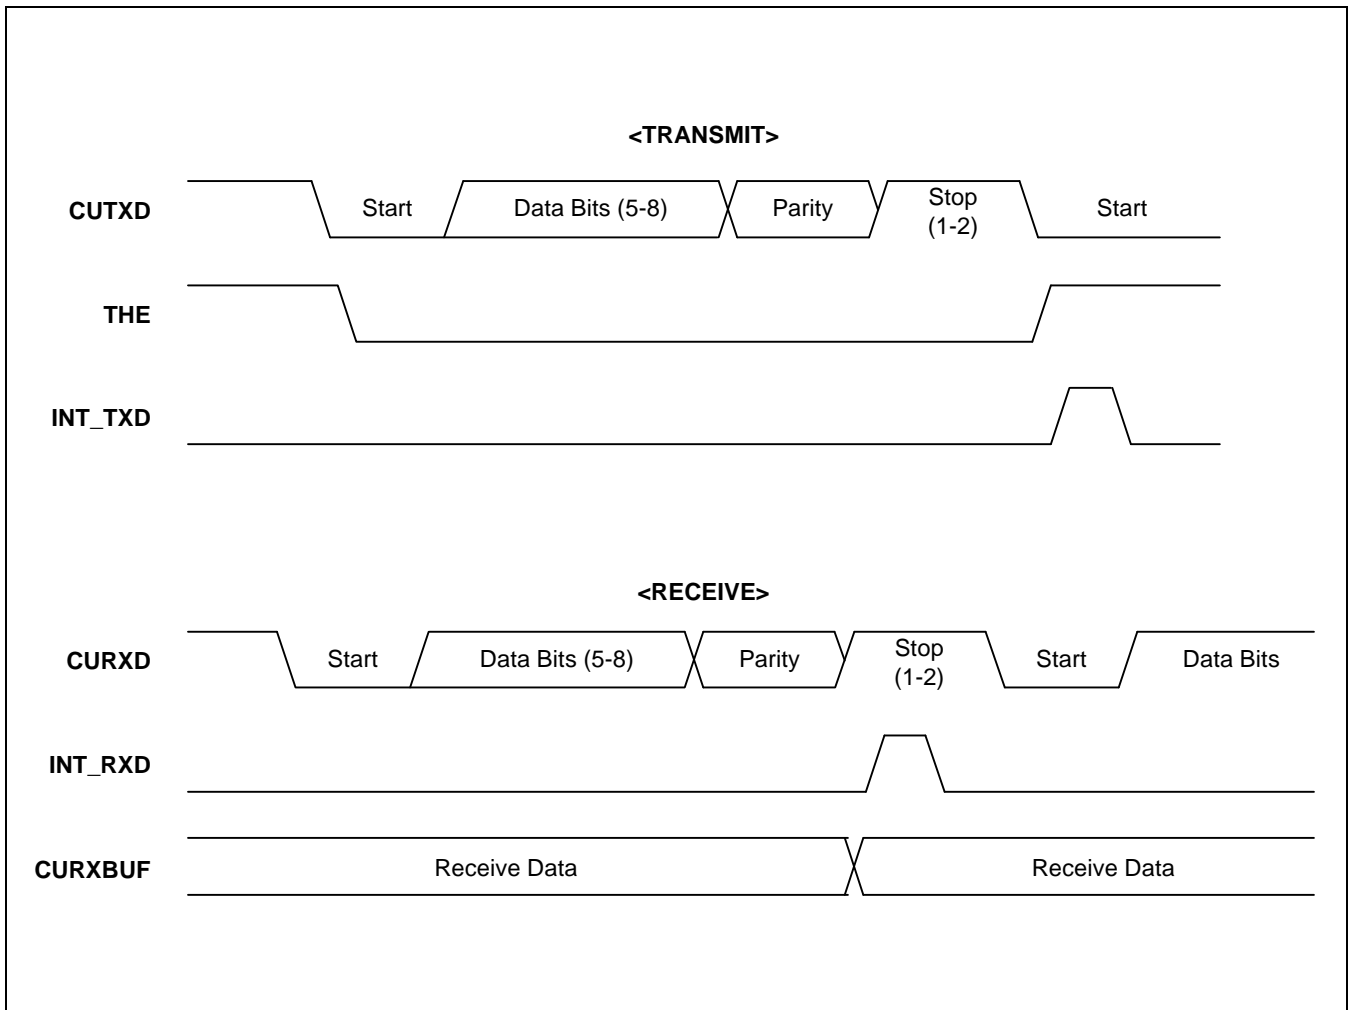 <TRANSMIT>
CUTXD
Start
Data Bits (5-8)
Parity
Stop
(1-2)
Start
THE
INT_TXD
<RECEIVE>
CURXD
Start
Data Bits (5-8)
Parity
Stop
(1-2)
Start
Data Bits
INT_RXD
CURXBUF
Receive Data
Receive Data